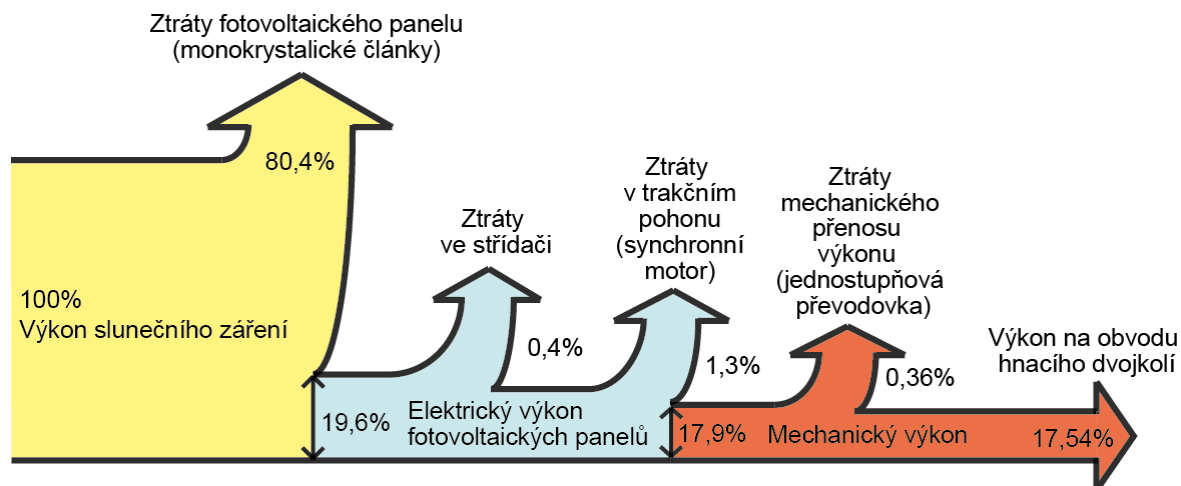 Ztráty fotovoltaického panelu
(monokrystalické články)
80,4%
100%
Výkon slunečního záření
19,6%
Ztráty
ve střídači
0,4%
Elektrický výkon
fotovoltaických panelů
Ztráty
v trakčním
pohonu
(synchronní
motor)
1,3%
17,9%
Ztráty
mechanického
přenosu
výkonu
(jednostupňová
převodovka)
0,36%
Mechanický výkon
Výkon na obvodu
hnacího dvojkolí
17,54%